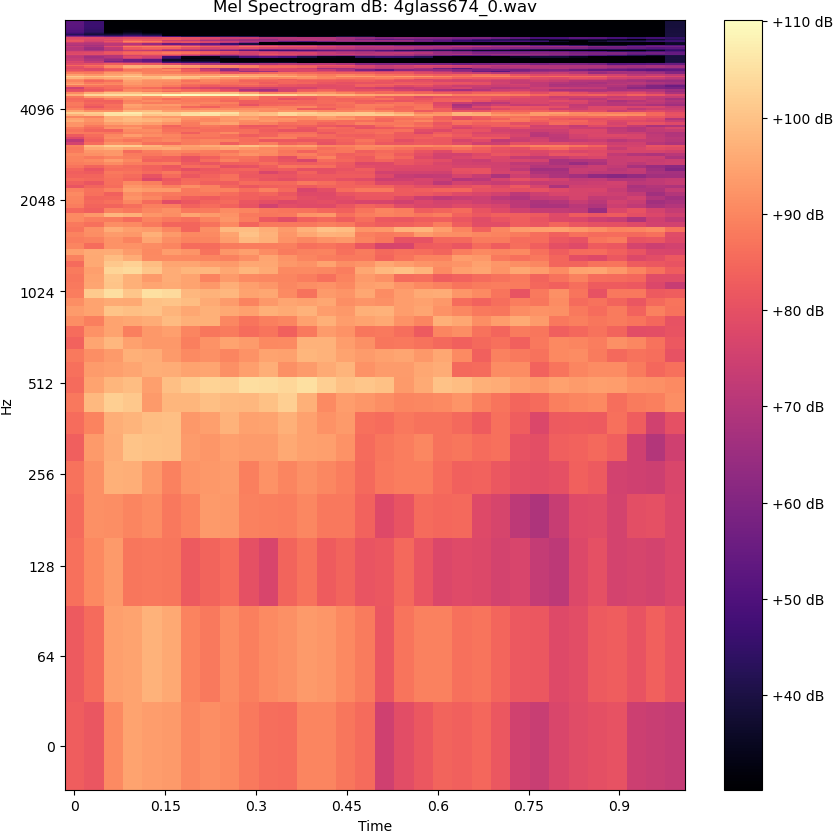 Mel Spectrogram dB: 4glass674_0.wav
+110 dB
4096
+100 dB
2048
+90 dB
1024
+80 dB
512
Hz
+70 dB
256
+60 dB
128
+50 dB
64
+40 dB
0
0 0.15 0.3 0.45 0.6 0.75 0.9
Time